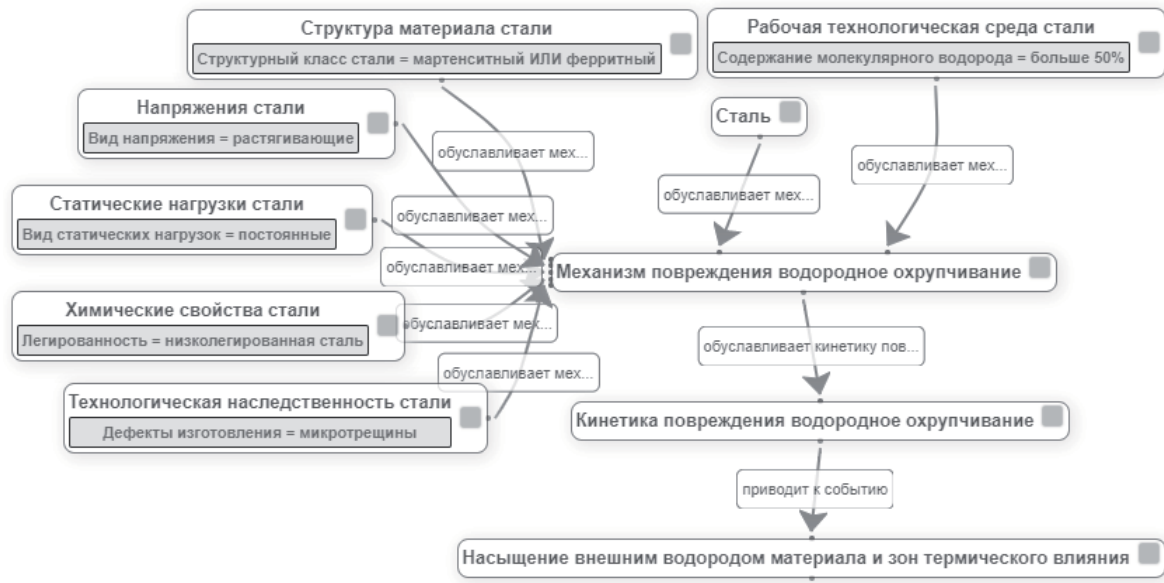 Структура материала стали
Структурный класс стали = мартенситный ИЛИ ферритный
Рабочая технологическая среда стали
Содержание молекулярного водорода = больше 50%
Напряжения стали
Вид напряжения = растягивающие
Сталь
обуславливает мех...
обуславливает мех...
Статические нагрузки стали
Вид статических нагрузок = постоянные
обуславливает мех...
обуславливает мех...
обуславливает мех...
Механизм повреждения водородное охрупчивание
Химические свойства стали
Легированность = низколегированная сталь
обуславливает мех...
обуславливает кинетику пов...
обуславливает мех...
Технологическая наследственность стали
Дефекты изготовления = микротрещины
Кинетика повреждения водородное охрупчивание
приводит к событию
Насыщение внешним водородом материала и зон термического влияния